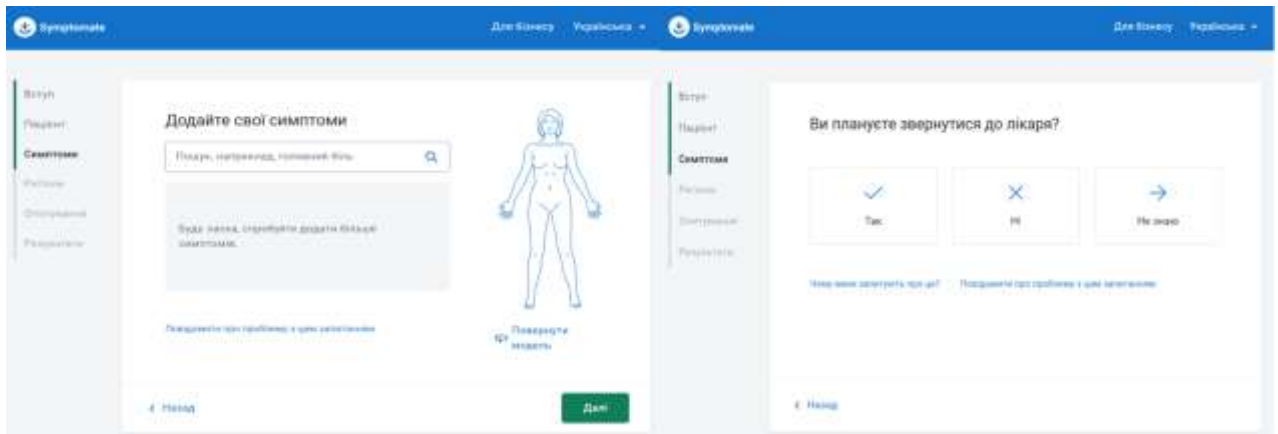 Symptomate
Для бізнесу Українська
Вступ
Пацієнт
Симптоми
Регіони
Опитування
Результати
Додайте свої симптоми
Пошук, наприклад, головний біль
Будь ласка, спробуйте додати більше
симптомів.
Повідомити про проблему з цим запитанням
Повернути
модель
Назад
Далі
Symptomate
Для бізнесу Українська
Вступ
Пацієнт
Симптоми
Регіони
Опитування
Результати
Ви плануєте звернутися до лікаря?
Так
Ні
Не знаю
Чому мене запитують про це? Повідомити про проблему з цим запитанням
Назад